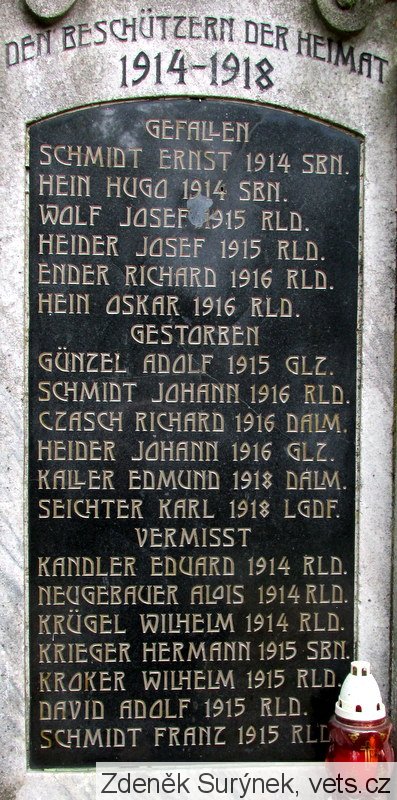 DEN BESCHÜTZERN DER HEIMAT
1914-1918
GEFALLEN
SCHMIDT ERNST 1914 SBN.
HEIN HUGO 1914 SBN.
WOLF JOSEF 1915 RLD.
HEIDER JOSEF 1915 RLD.
ENDER RICHARD 1916 RLD.
HEIN OSKAR 1916 RLD.
GESTORBEN
GÜNZEL ADOLF 1915 GLZ.
SCHMIDT JOHANN 1916 RLD.
CZASCH RICHARD 1916 DALM.
HEIDER JOHANN 1916 GLZ.
KALLER EDMUND 1918 DALM.
SEICHTER KARL 1918 LGDF.
VERMISST
KANDLER EDUARD 1914 RLD.
NEUGEBAUER ALOIS 1914 RLD.
KRÜGEL WILHELM 1914 RLD.
KRIEGER HERMANN 1915 SBN.
KROKER WILHELM 1915 RLD.
DAVID ADOLF 1915 RLD.
SCHMIDT FRANZ 1915 RLD
Zdeněk Surýnek, vets.cz